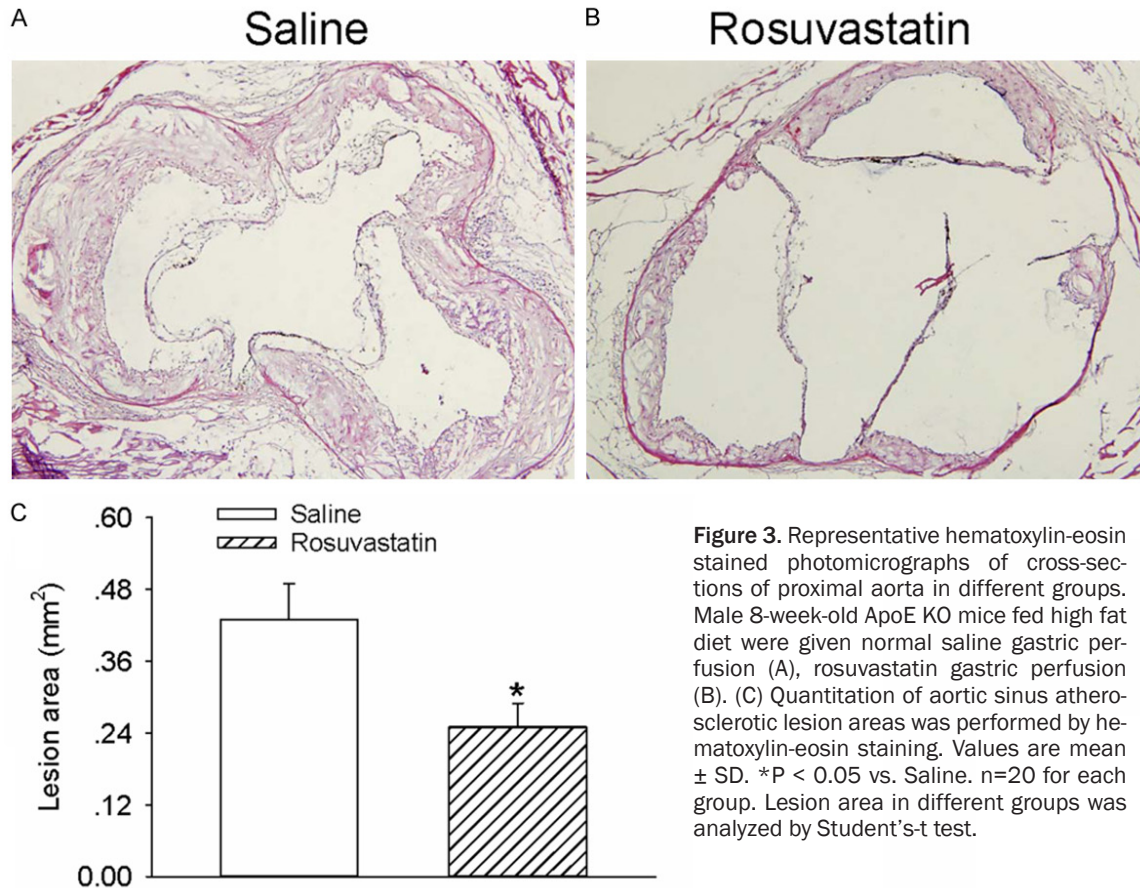 A
Saline
B
Rosuvastatin
C
.60
.48
.36
.24
.12
0.00
Lesion area (mm²)
Saline
Rosuvastatin
*
Figure 3. Representative hematoxylin-eosin
stained photomicrographs of cross-sec-
tions of proximal aorta in different groups.
Male 8-week-old ApoE KO mice fed high fat
diet were given normal saline gastric per-
fusion (A), rosuvastatin gastric perfusion
(B). (C) Quantitation of aortic sinus athero-
sclerotic lesion areas was performed by he-
matoxylin-eosin staining. Values are mean
± SD. *P < 0.05 vs. Saline. n=20 for each
group. Lesion area in different groups was
analyzed by Student's-t test.